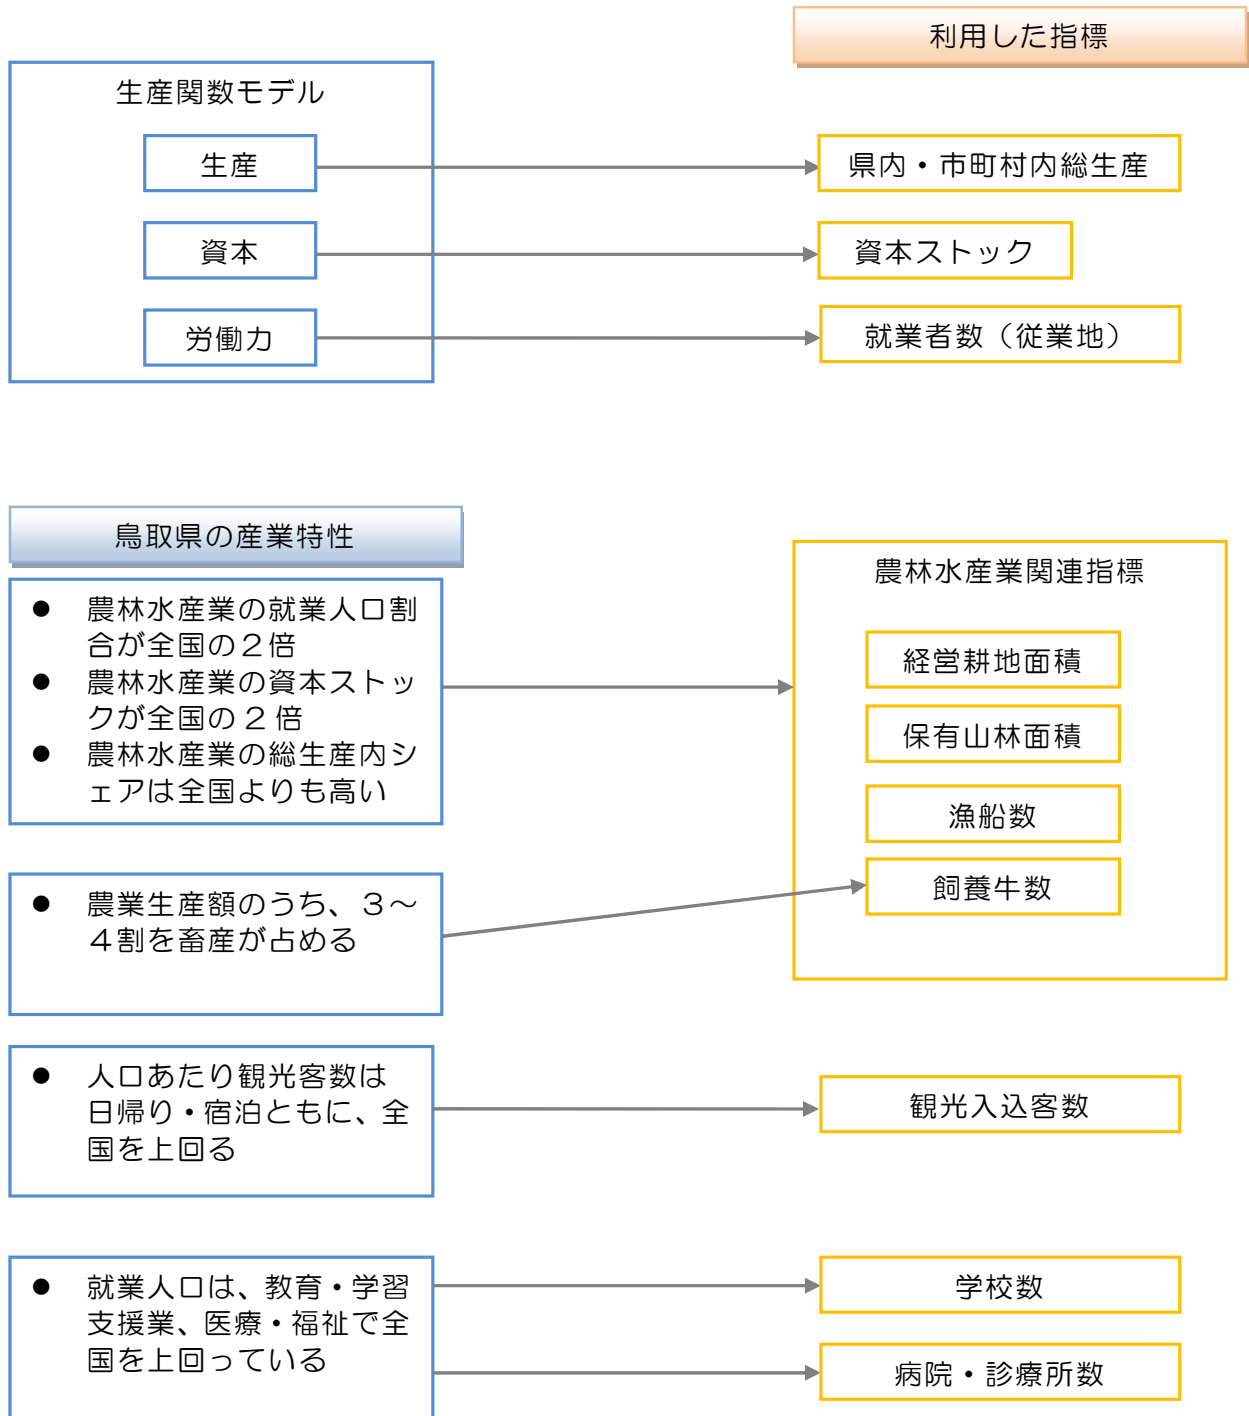 利用した指標
生産関数モデル
生産
県内・市町村内総生産
資本
資本ストック
労働力
就業者数（従業地）
鳥取県の産業特性
● 農林水産業の就業人口割
合が全国の２倍
● 農林水産業の資本ストッ
クが全国の２倍
● 農林水産業の総生産内シ
ェアは全国よりも高い
農林水産業関連指標
経営耕地面積
保有山林面積
漁船数
飼養牛数
● 農業生産額のうち、３～
４割を畜産が占める
● 人口あたり観光客数は
日帰り・宿泊ともに、全
国を上回る
観光入込客数
● 就業人口は、教育・学習
支援業、医療・福祉で全
国を上回っている
学校数
病院・診療所数